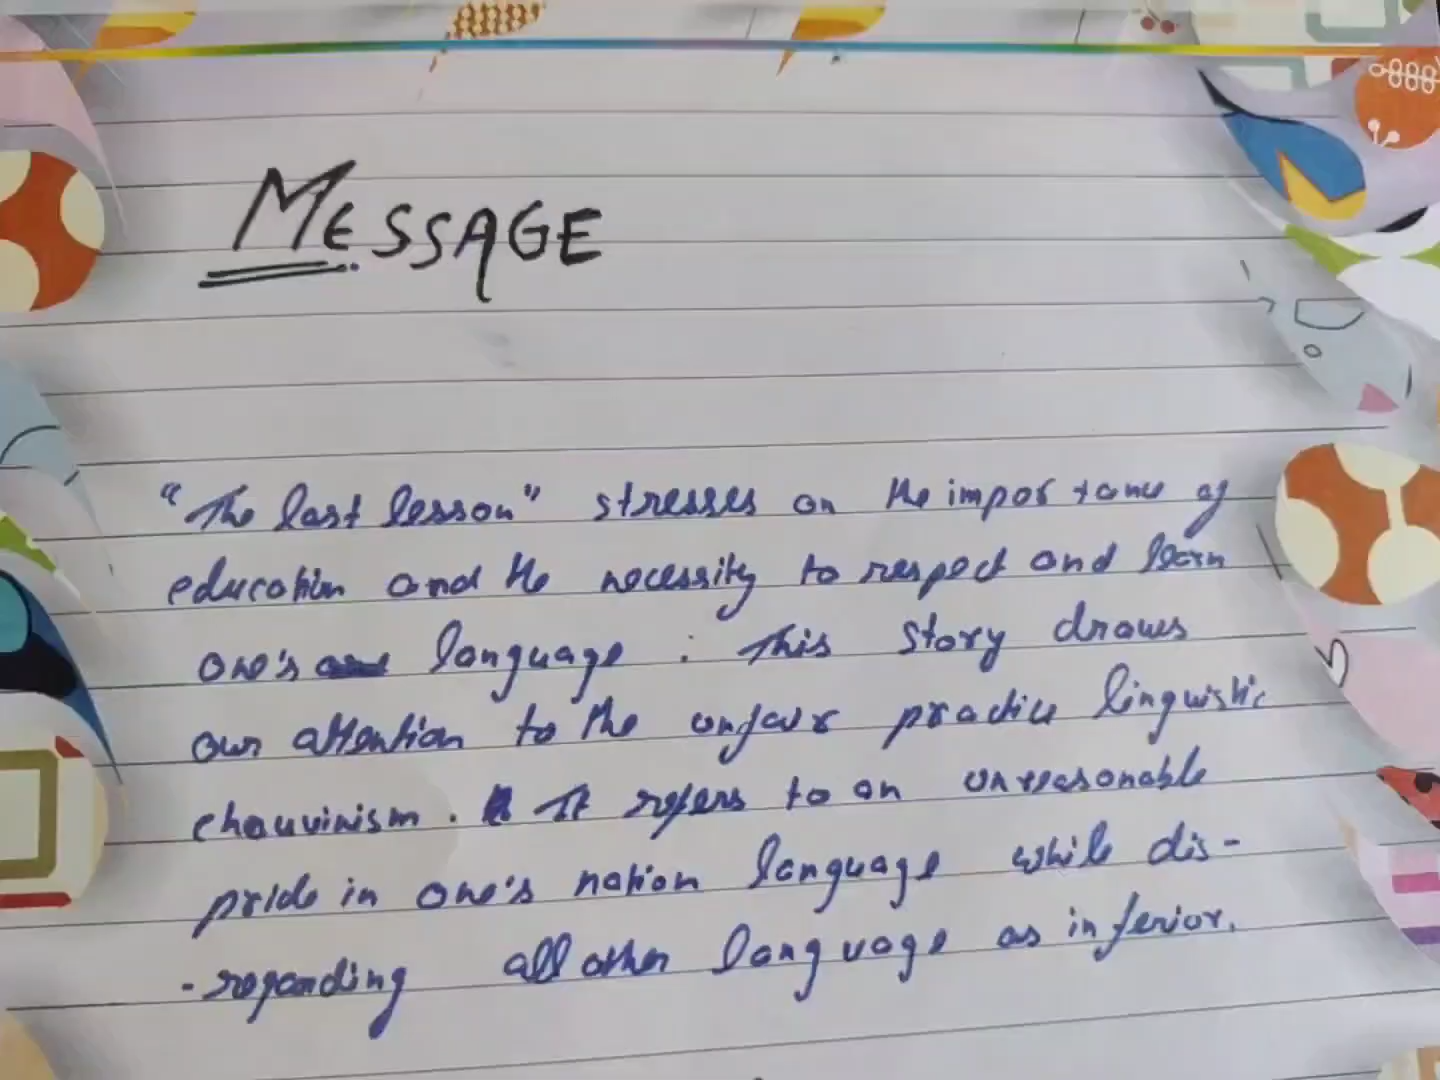 MESSAGE
"The last lesson" stresses on the importance of
education and the necessity to respect and learn
one's language : This story draws
our attention to the unfair practice linguistic
chauvinism . It refers to an unreasonable
pride in one's nation language while dis-
-regarding all other language as inferior.